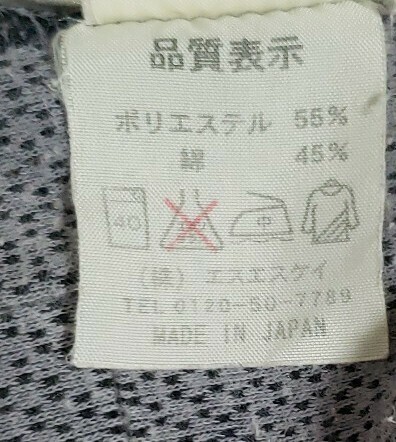 品質表示
ポリエステル 55%
綿 45%
40
(株) エスエスケイ
TEL 0120-50-7789
MADE IN JAPAN